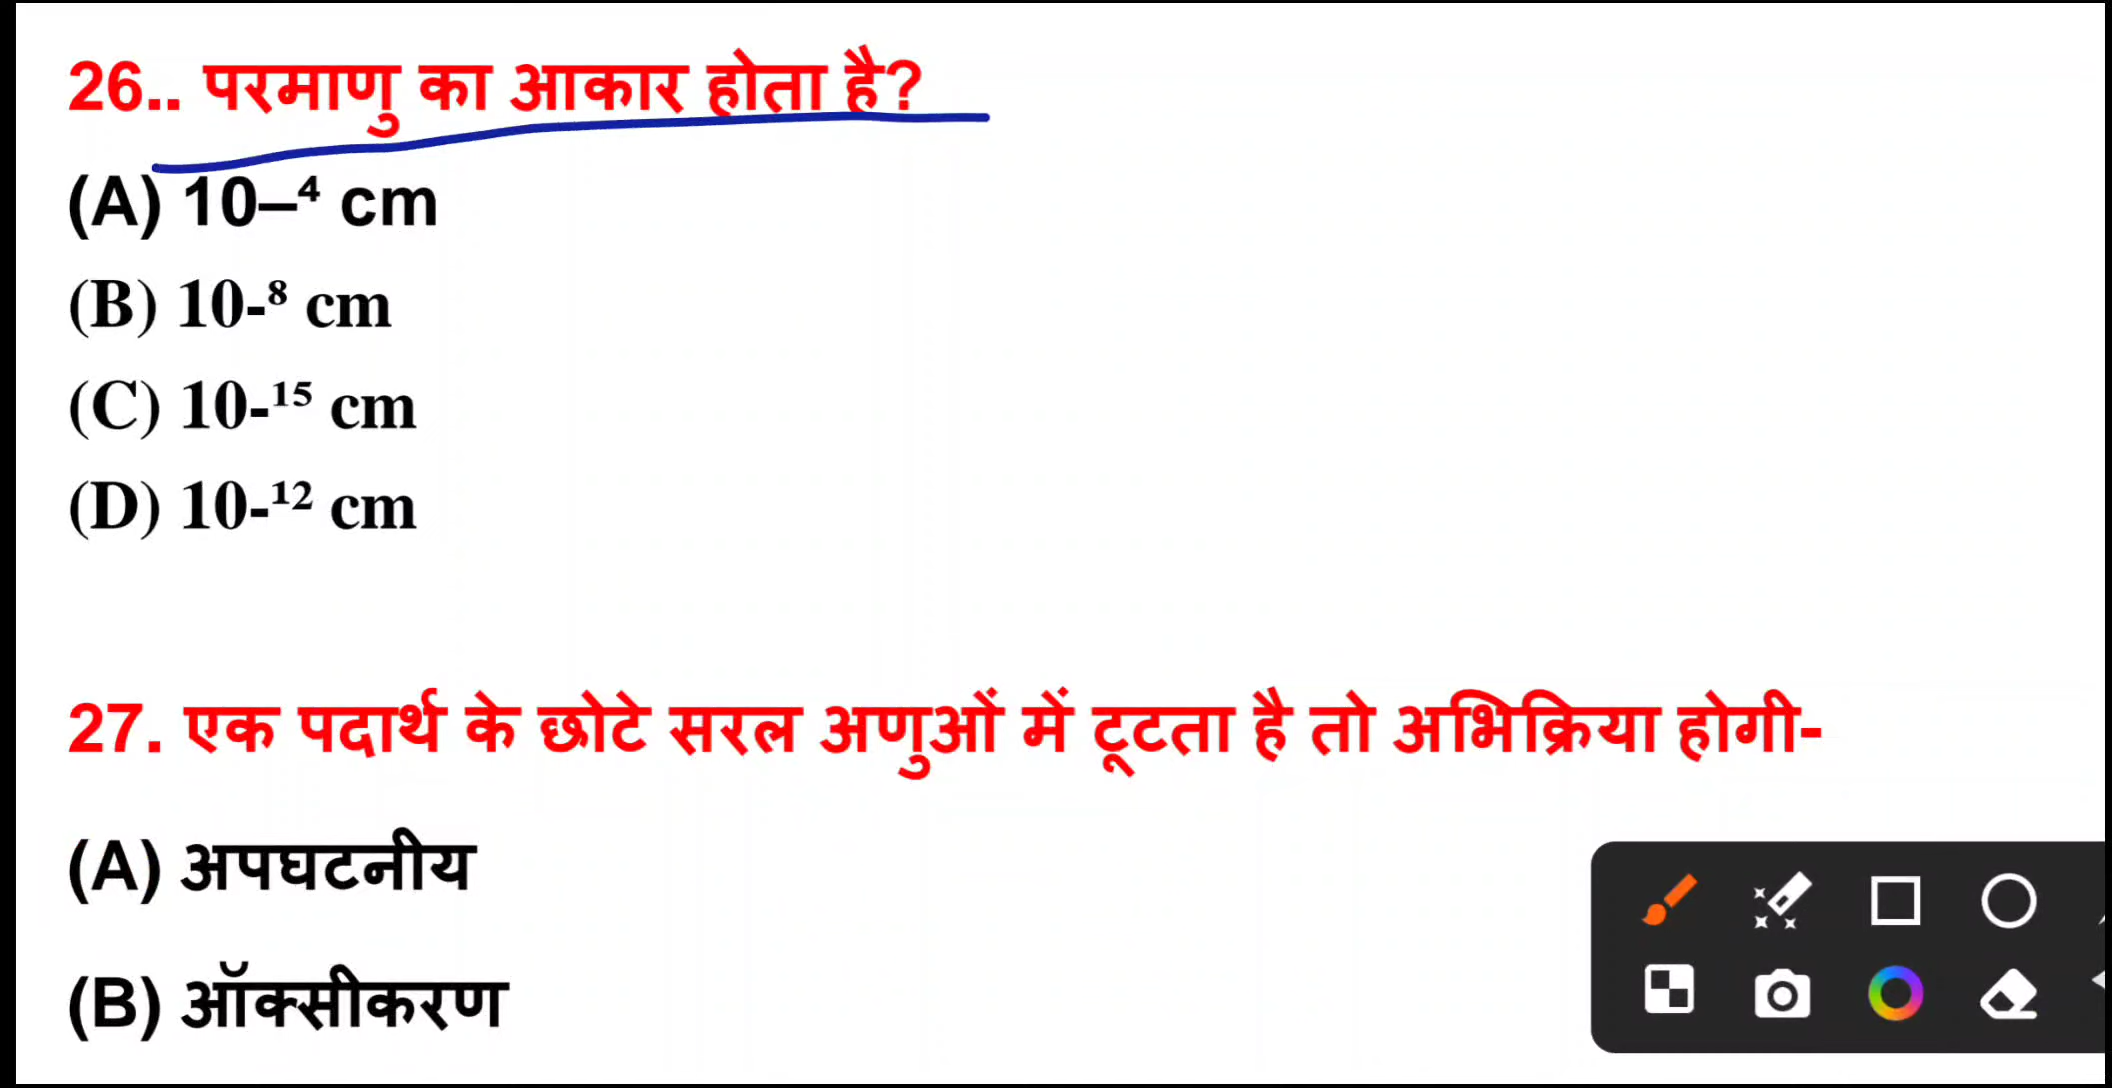 26.. परमाणु का आकार होता है?
(A) 10–⁴ cm
(B) 10-⁸ cm
(C) 10-¹⁵ cm
(D) 10-¹² cm
27. एक पदार्थ के छोटे सरल अणुओं में टूटता है तो अभिक्रिया होगी-
(A) अपघटनीय
(B) ऑक्सीकरण